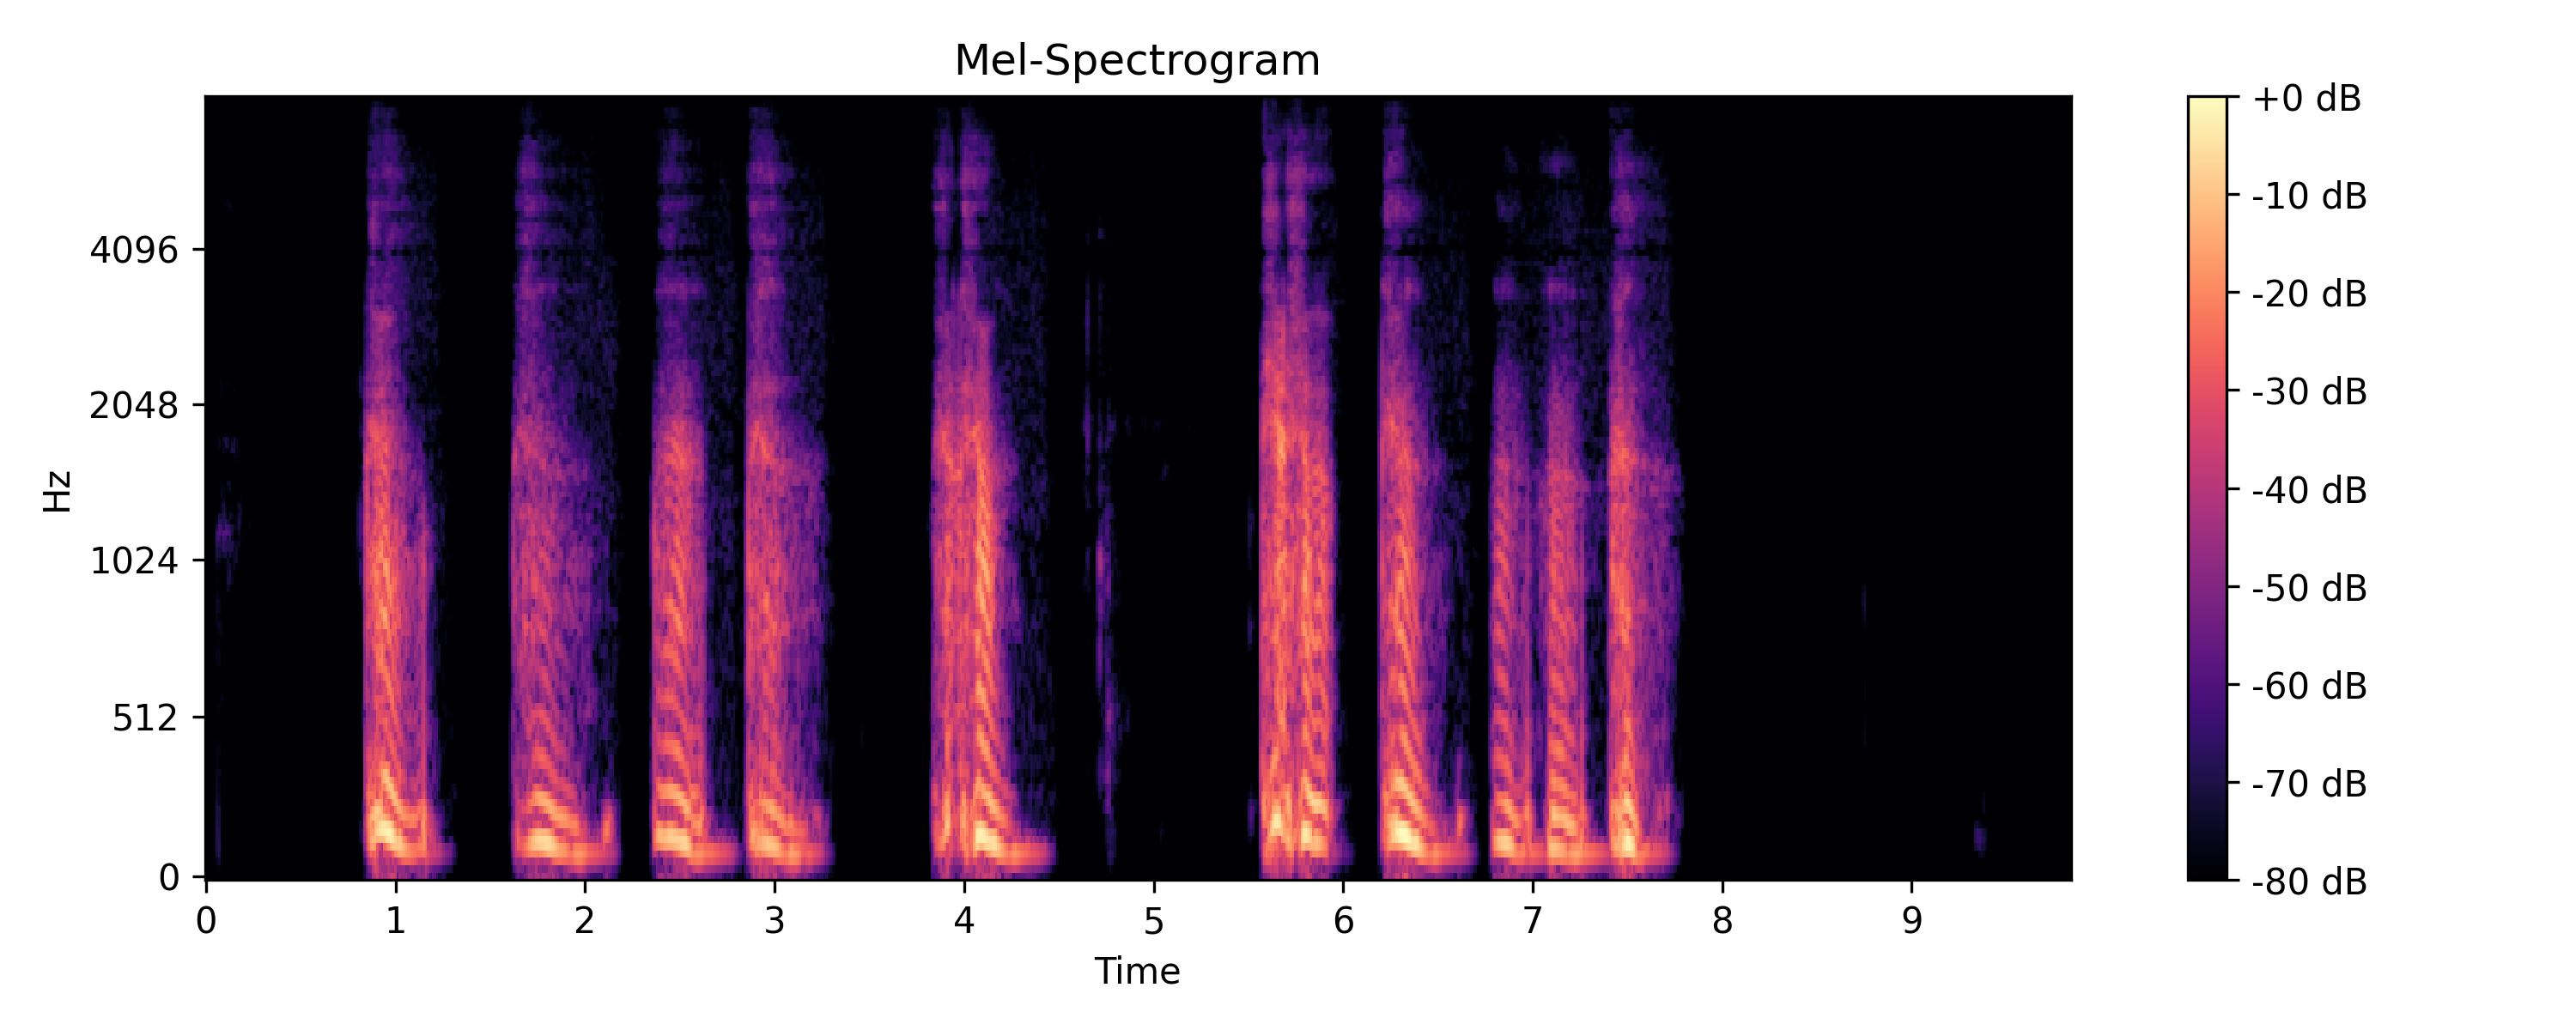 Mel-Spectrogram
Hz
4096
2048
1024
512
0
0 1 2 3 4 5 6 7 8 9
Time
+0 dB
-10 dB
-20 dB
-30 dB
-40 dB
-50 dB
-60 dB
-70 dB
-80 dB